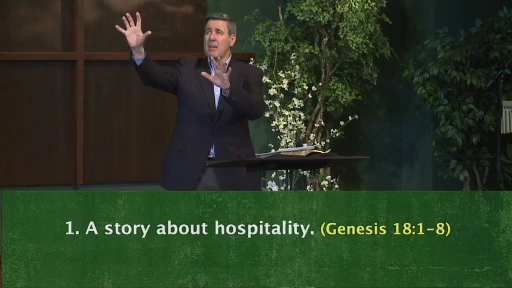 1. A story about hospitality. (Genesis 18:1–8)